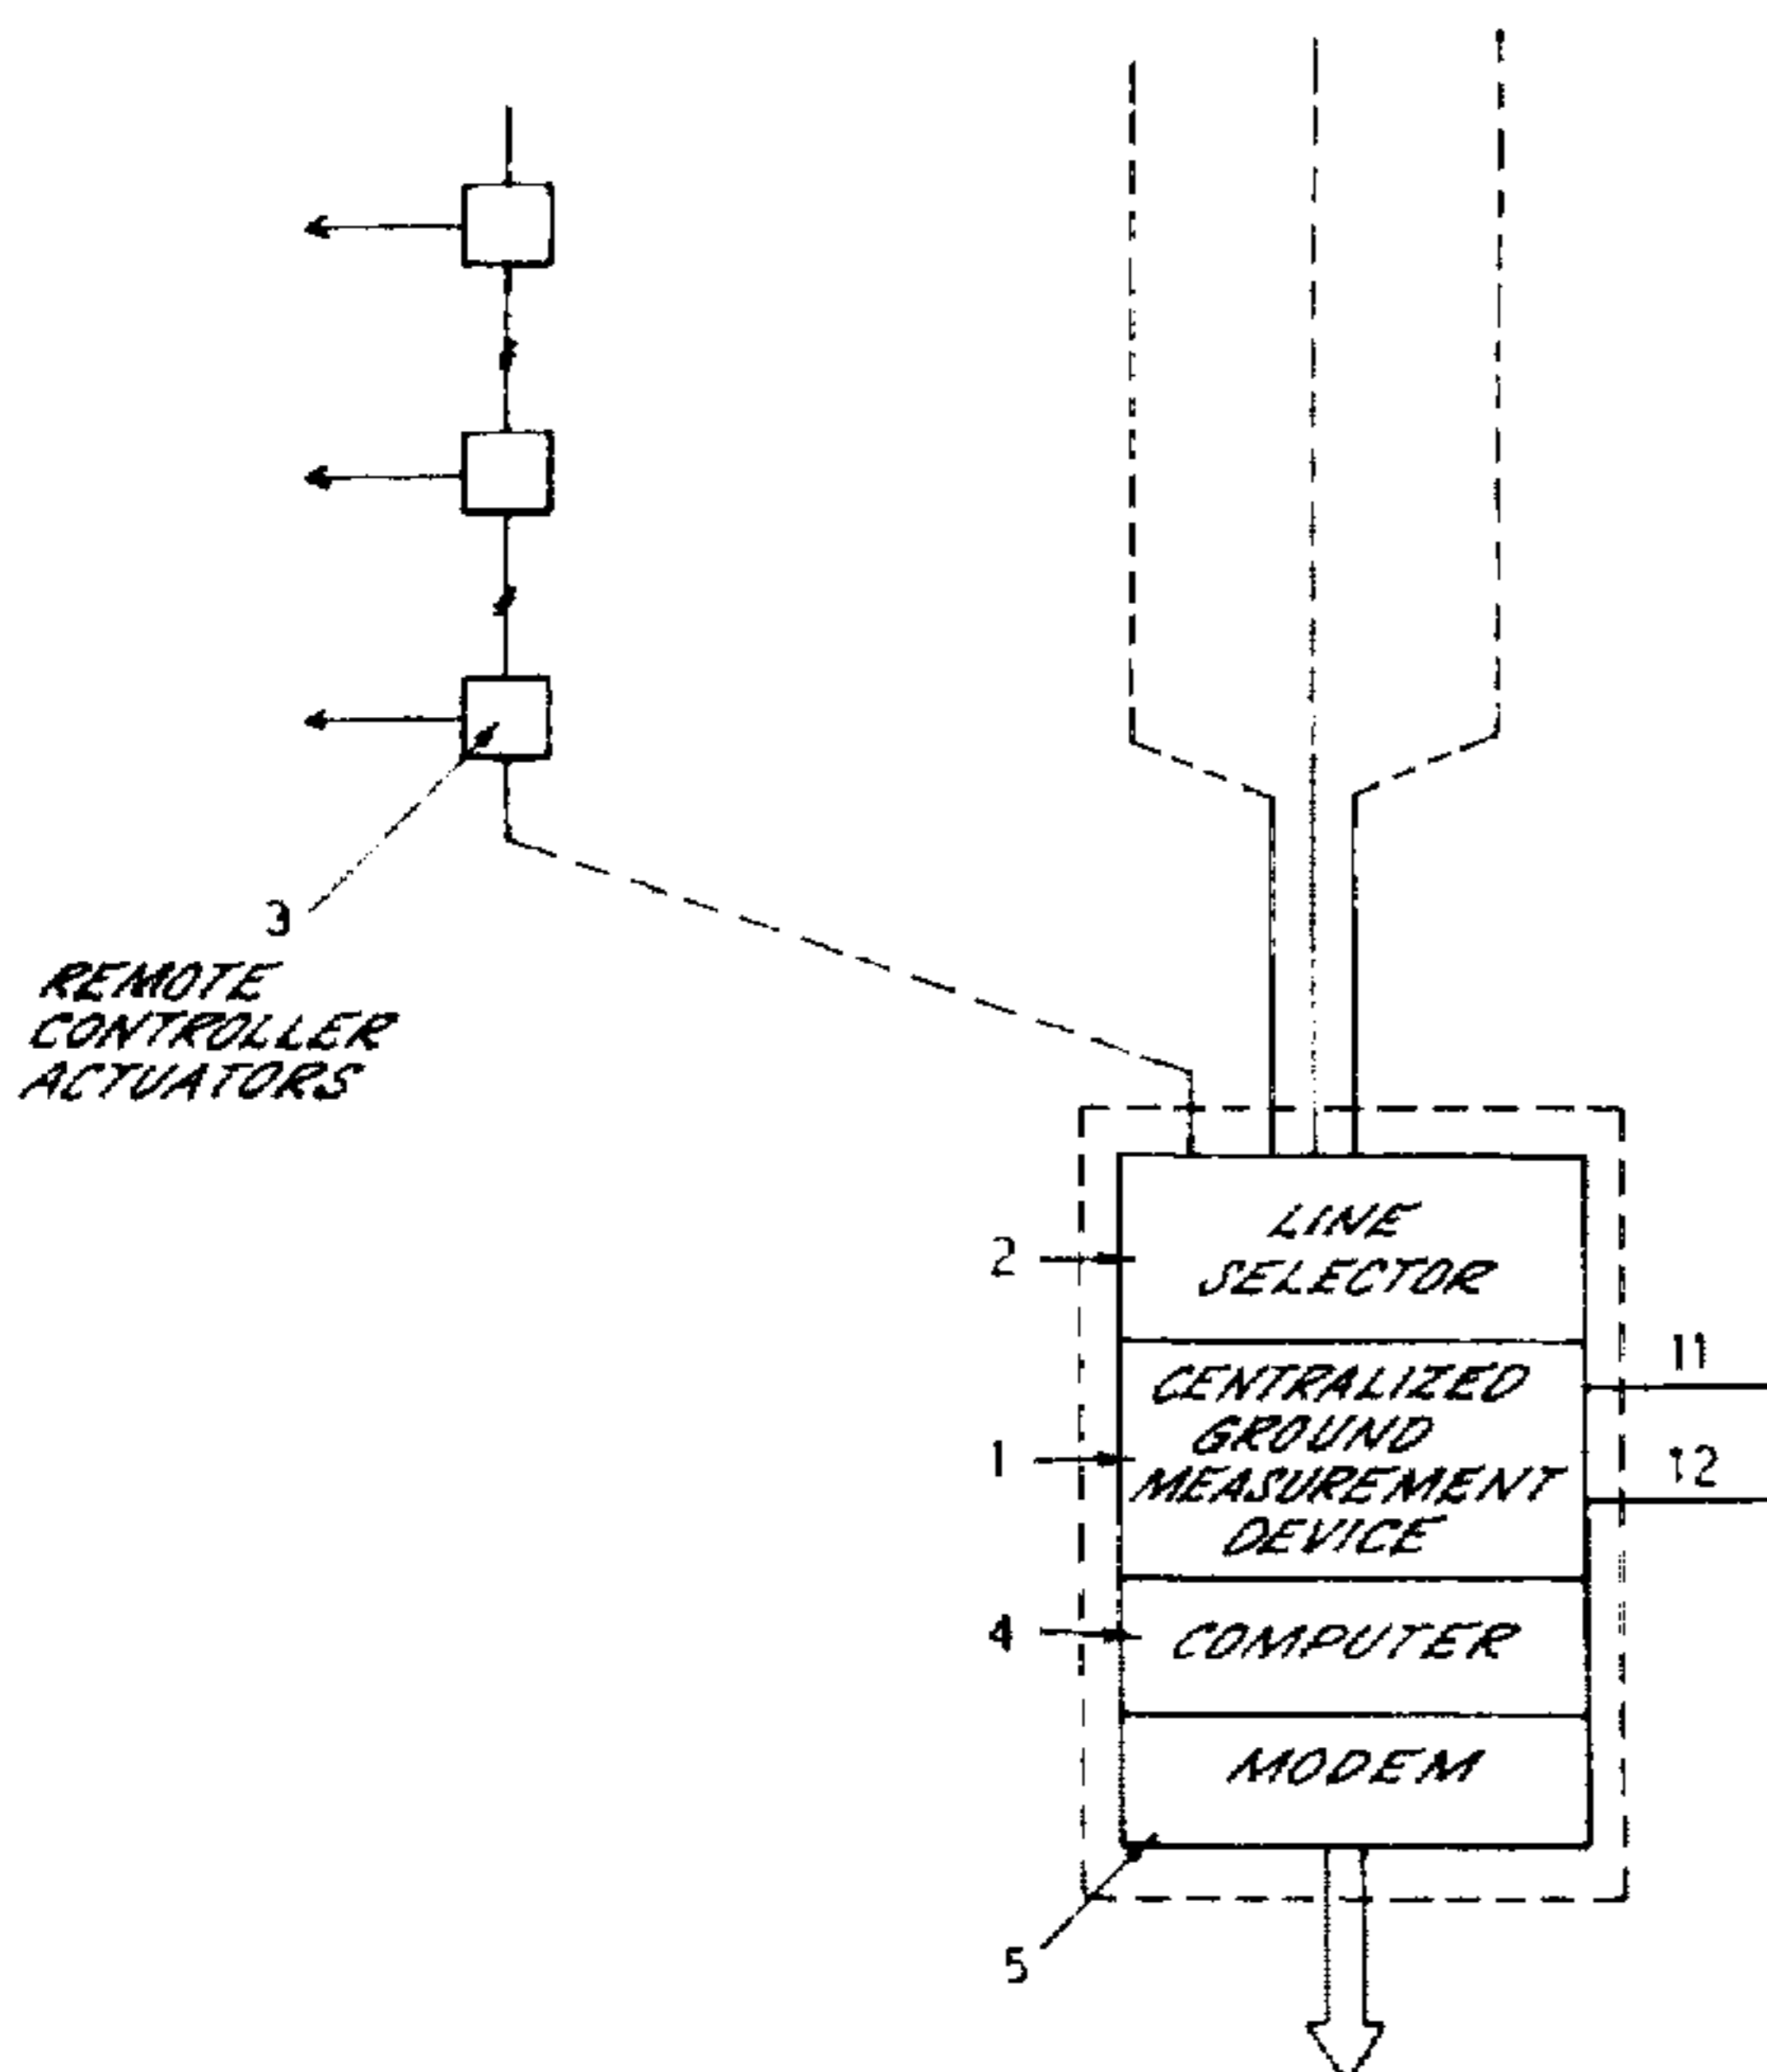 3
REMOTE
CONTROLLER
ACTUATORS
2
LINE
SELECTOR
11
CENTRALIZED
GROUND
1
MEASUREMENT
12
DEVICE
4
COMPUTER
MODEM
5